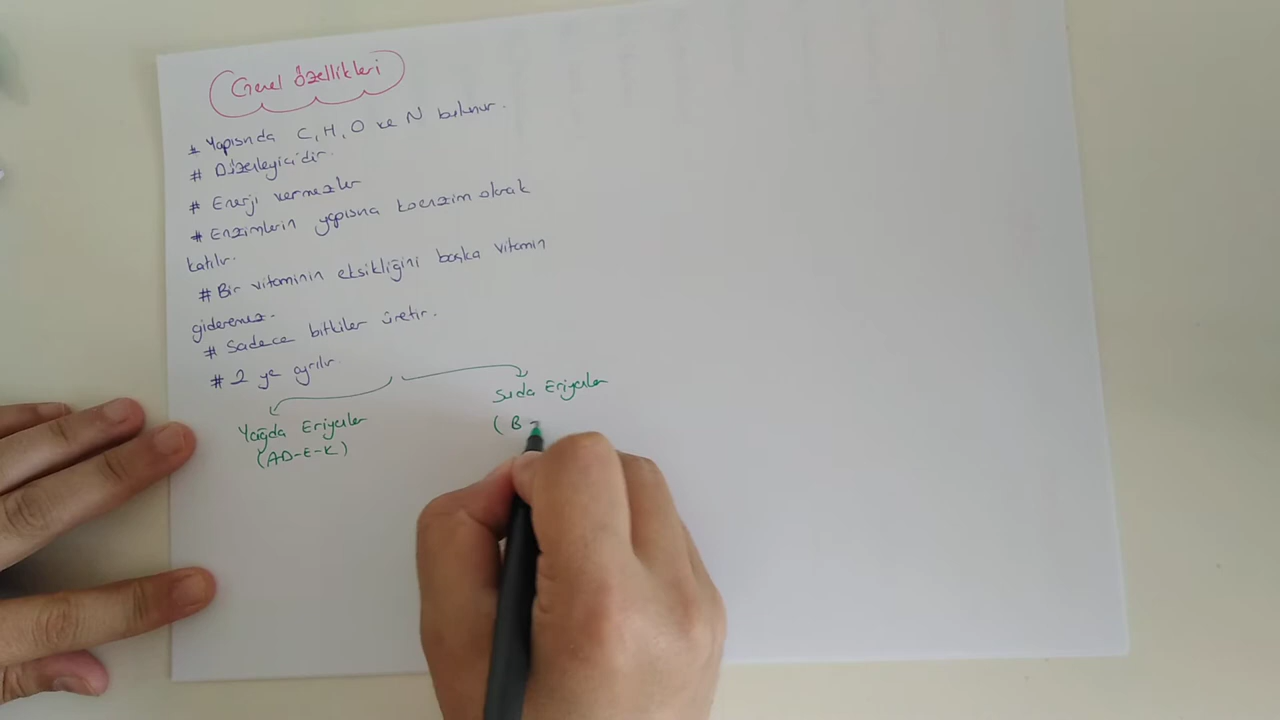 Genel özellikleri
* Yapısında C, H, O ve N bulunur.
# Düzenleyicidir.
# Enerji vermezler
# Enzimlerin yapısına koenzim olarak
katılır.
# Bir vitaminin eksikliğini başka vitamin
gideremez.
# Sadece bitkiler üretir.
# 2 ye ayrılır.
Yağda Eriyenler
(AD-E-K)
Suda Eriyenler
(B -